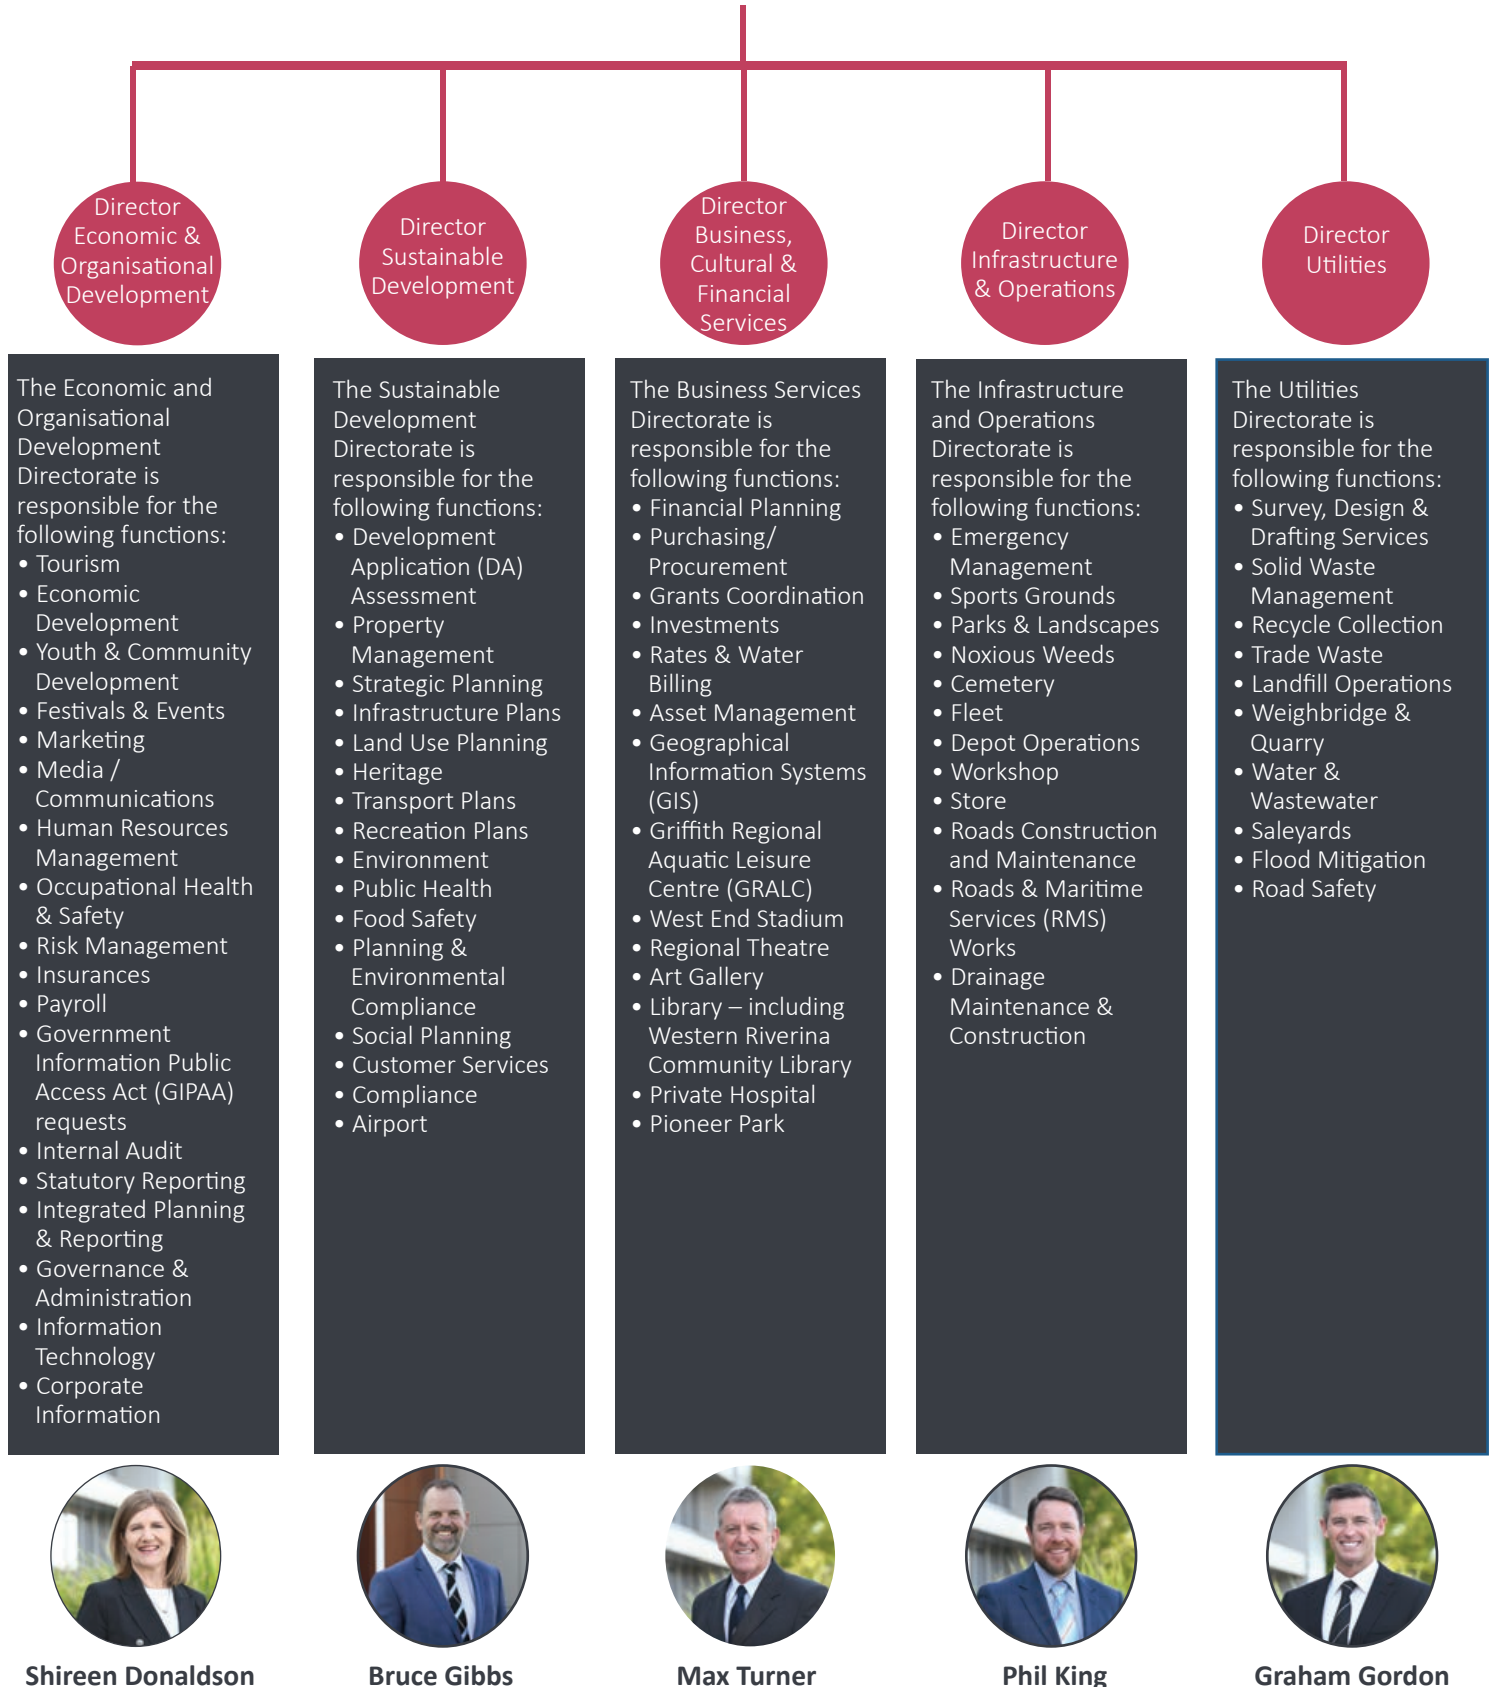 Director
Economic &
Organisational
Development
Director
Sustainable
Development
Director
Business,
Cultural &
Financial
Services
Director
Infrastructure
& Operations
Director
Utilities
The Economic and
Organisational
Development
Directorate is
responsible for the
following functions:
• Tourism
• Economic
Development
• Youth & Community
Development
• Festivals & Events
• Marketing
• Media /
Communications
• Human Resources
Management
• Occupational Health
& Safety
• Risk Management
• Insurances
• Payroll
• Government
Information Public
Access Act (GIPAA)
requests
• Internal Audit
• Statutory Reporting
• Integrated Planning
& Reporting
• Governance &
Administration
• Information
Technology
• Corporate
Information
The Sustainable
Development
Directorate is
responsible for the
following functions:
• Development
Application (DA)
Assessment
• Property
Management
• Strategic Planning
• Infrastructure Plans
• Land Use Planning
• Heritage
• Transport Plans
• Recreation Plans
• Environment
• Public Health
• Food Safety
• Planning &
Environmental
Compliance
• Social Planning
• Customer Services
• Compliance
• Airport
The Business Services
Directorate is
responsible for the
following functions:
• Financial Planning
• Purchasing/
Procurement
• Grants Coordination
• Investments
• Rates & Water
Billing
• Asset Management
• Geographical
Information Systems
(GIS)
• Griffith Regional
Aquatic Leisure
Centre (GRALC)
• West End Stadium
• Regional Theatre
• Art Gallery
• Library – including
Western Riverina
Community Library
• Private Hospital
• Pioneer Park
The Infrastructure
and Operations
Directorate is
responsible for the
following functions:
• Emergency
Management
• Sports Grounds
• Parks & Landscapes
• Noxious Weeds
• Cemetery
• Fleet
• Depot Operations
• Workshop
• Store
• Roads Construction
and Maintenance
• Roads & Maritime
Services (RMS)
Works
• Drainage
Maintenance &
Construction
The Utilities
Directorate is
responsible for the
following functions:
• Survey, Design &
Drafting Services
• Solid Waste
Management
• Recycle Collection
• Trade Waste
• Landfill Operations
• Weighbridge &
Quarry
• Water &
Wastewater
• Saleyards
• Flood Mitigation
• Road Safety
Shireen Donaldson
Bruce Gibbs
Max Turner
Phil King
Graham Gordon